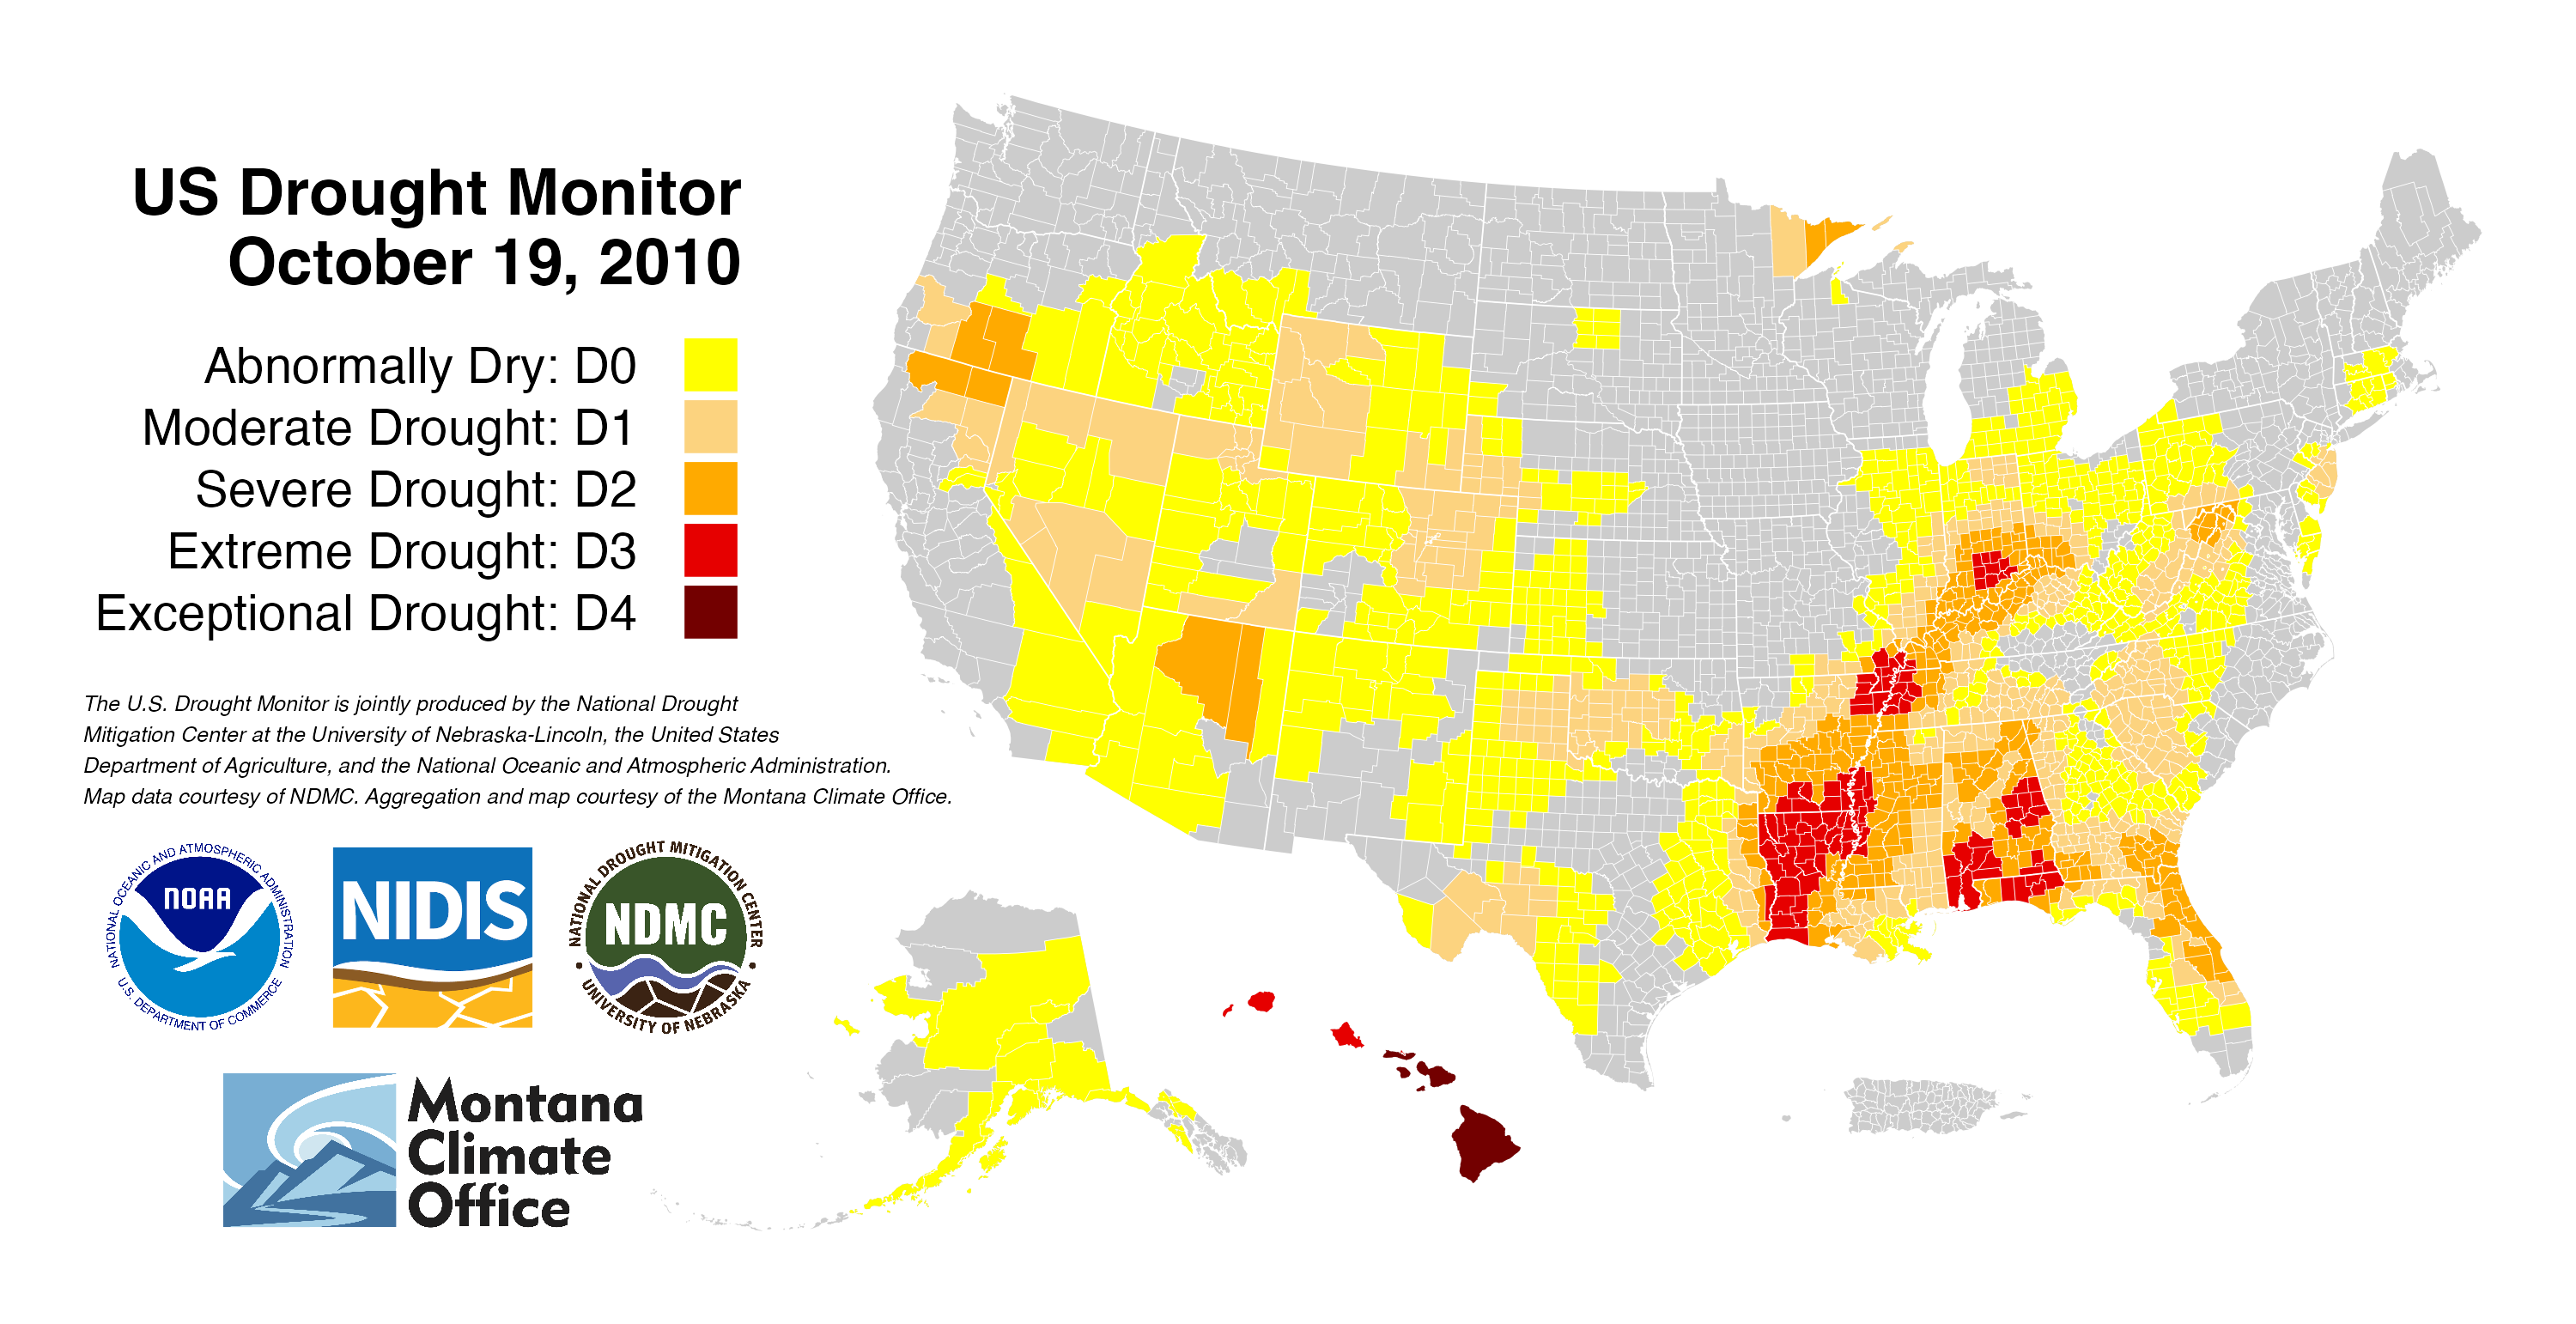 US Drought Monitor
October 19, 2010
Abnormally Dry: D0
Moderate Drought: D1
Severe Drought: D2
Extreme Drought: D3
Exceptional Drought: D4
The U.S. Drought Monitor is jointly produced by the National Drought
Mitigation Center at the University of Nebraska-Lincoln, the United States
Department of Agriculture, and the National Oceanic and Atmospheric Administration.
Map data courtesy of NDMC. Aggregation and map courtesy of the Montana Climate Office.
NATIONAL OCEANIC AND ATMOSPHERIC ADMINISTRATION
NOAA
U.S. DEPARTMENT OF COMMERCE
NIDIS
NATIONAL DROUGHT MITIGATION CENTER
NDMC
UNIVERSITY OF NEBRASKA
Montana
Climate
Office